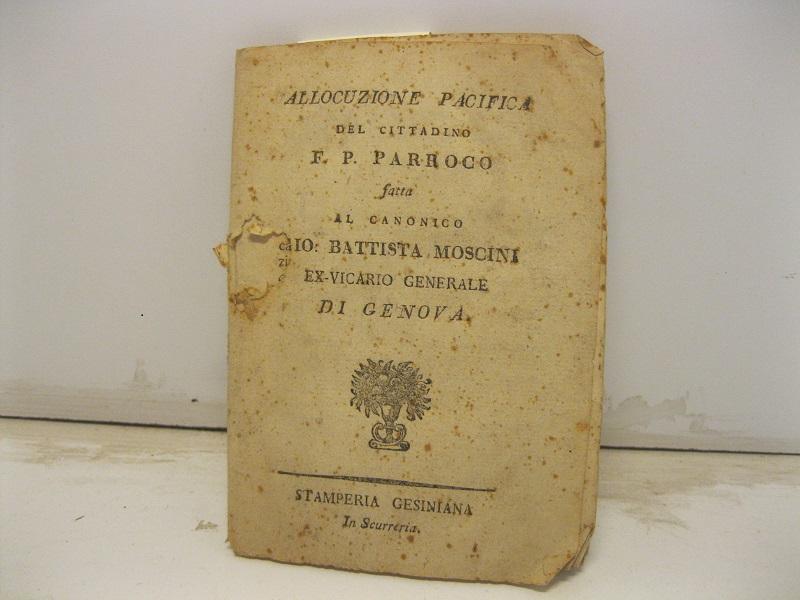 ALLOCUZIONE PACIFICA
DEL CITTADINO
F. P. PARROCO
fatta
AL CANONICO
IO: BATTISTA MOSCINI
EX-VICARIO GENERALE
DI GENOVA.
STAMPERIA GESINIANA
In Scurreria.